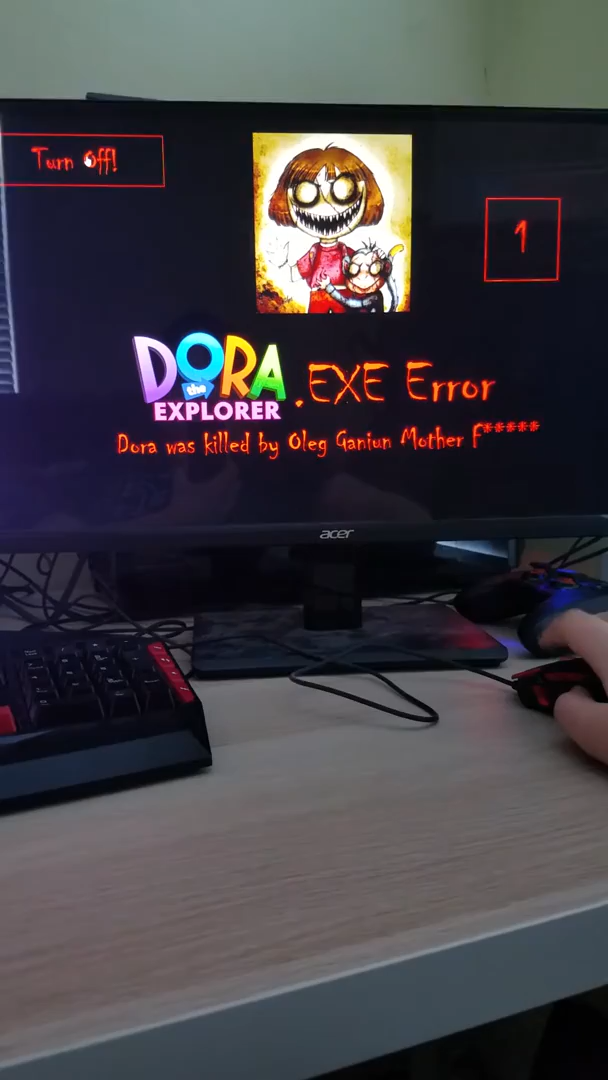 Turn Off!
1
DORA
the
EXPLORER
.EXE Error
Dora was killed by Oleg Ganiun Mother F*****
acer